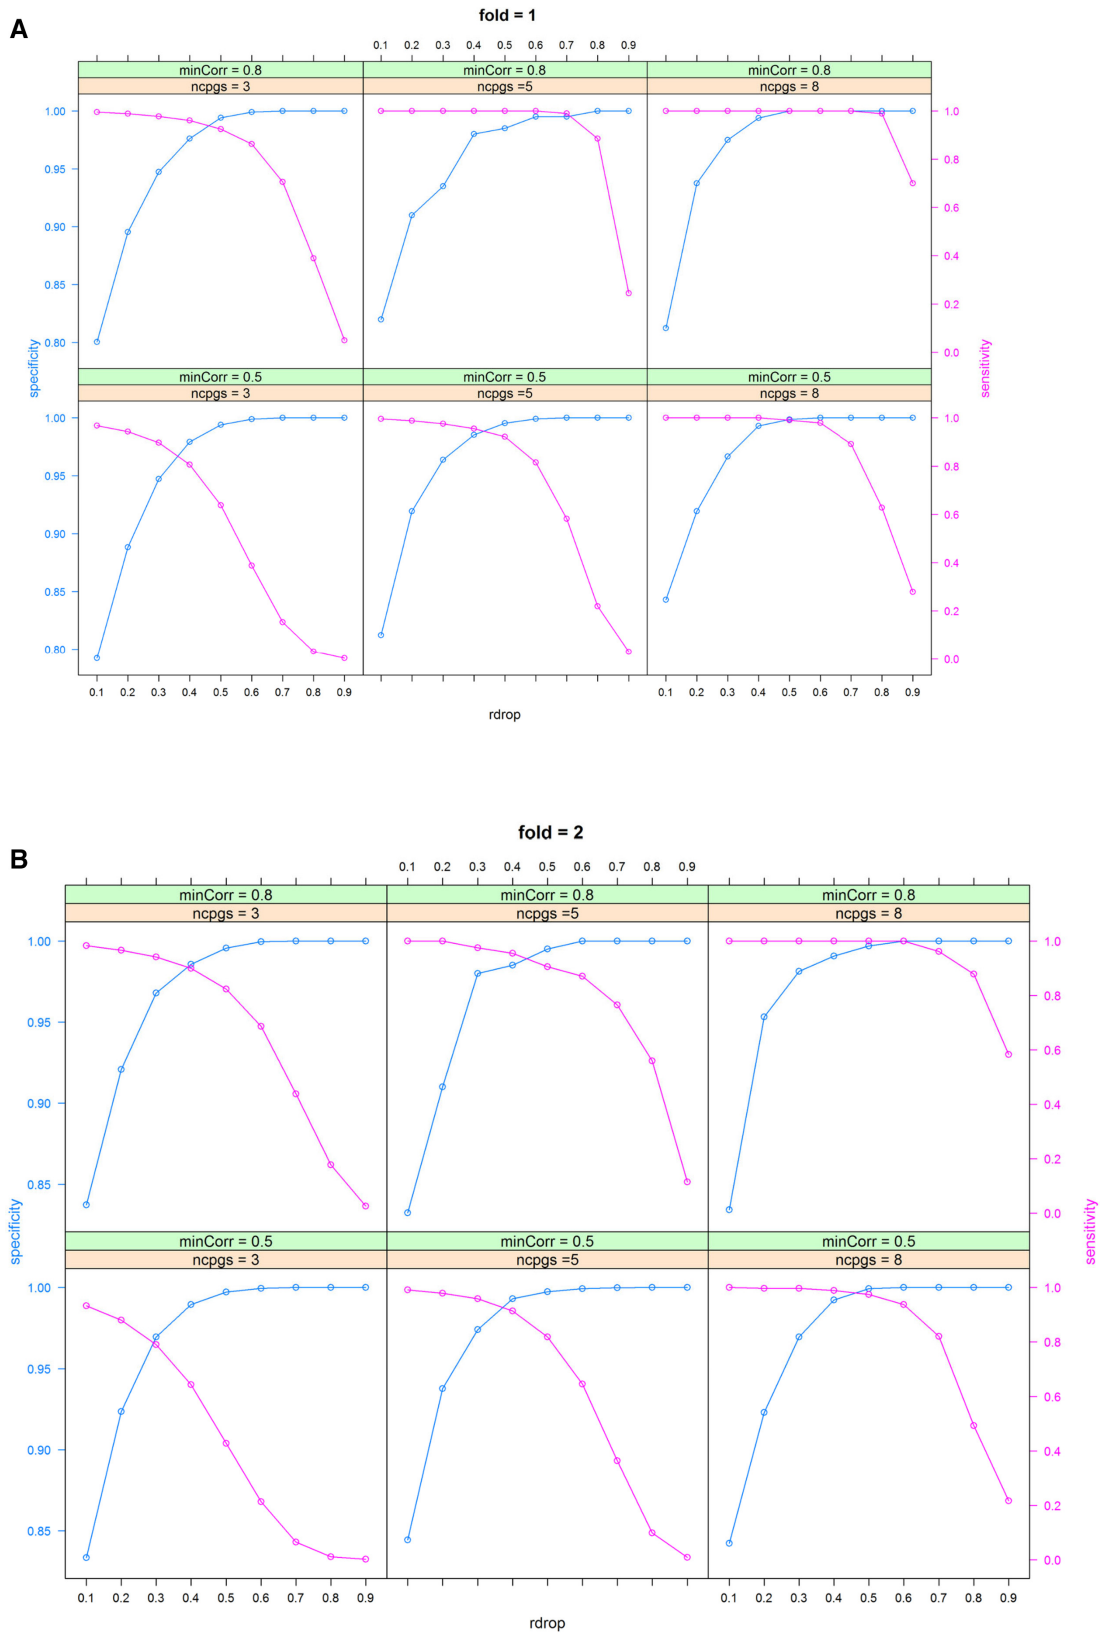 A
fold = 1
0.1 0.2 0.3 0.4 0.5 0.6 0.7 0.8 0.9
minCorr = 0.8 minCorr = 0.8 minCorr = 0.8
ncpgs = 3 ncpgs =5 ncpgs = 8
1.00 1.0
0.95 0.8
0.90 0.6
0.85 0.4
0.80 0.2
0.0
specificity
sensitivity
minCorr = 0.5 minCorr = 0.5 minCorr = 0.5
ncpgs = 3 ncpgs =5 ncpgs = 8
1.00 1.0
0.95 0.8
0.90 0.6
0.85 0.4
0.80 0.2
0.0
0.1 0.2 0.3 0.4 0.5 0.6 0.7 0.8 0.9 0.1 0.2 0.3 0.4 0.5 0.6 0.7 0.8 0.9
rdrop
B
fold = 2
0.1 0.2 0.3 0.4 0.5 0.6 0.7 0.8 0.9
minCorr = 0.8 minCorr = 0.8 minCorr = 0.8
ncpgs = 3 ncpgs =5 ncpgs = 8
1.00 1.0
0.95 0.8
0.90 0.6
0.85 0.4
0.2
0.0
specificity
sensitivity
minCorr = 0.5 minCorr = 0.5 minCorr = 0.5
ncpgs = 3 ncpgs =5 ncpgs = 8
1.00 1.0
0.95 0.8
0.90 0.6
0.85 0.4
0.2
0.0
0.1 0.2 0.3 0.4 0.5 0.6 0.7 0.8 0.9 0.1 0.2 0.3 0.4 0.5 0.6 0.7 0.8 0.9
rdrop